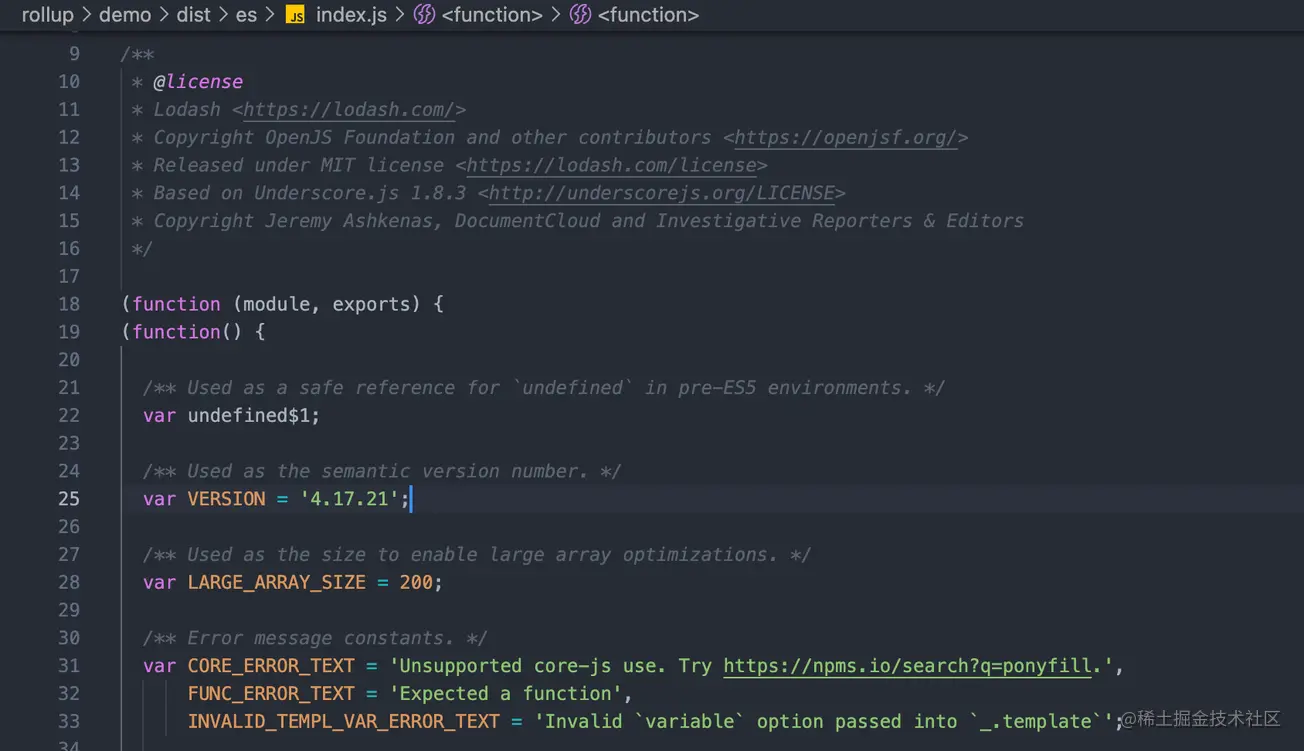 rollup > demo > dist > es > JS index.js > <function> > <function>
9 /**
10 * @license
11 * Lodash <https://lodash.com/>
12 * Copyright OpenJS Foundation and other contributors <https://openjsf.org/>
13 * Released under MIT license <https://lodash.com/license>
14 * Based on Underscore.js 1.8.3 <http://underscorejs.org/LICENSE>
15 * Copyright Jeremy Ashkenas, DocumentCloud and Investigative Reporters & Editors
16 */
17
18 (function (module, exports) {
19 (function() {
20
21 /** Used as a safe reference for `undefined` in pre-ES5 environments. */
22 var undefined$1;
23
24 /** Used as the semantic version number. */
25 var VERSION = '4.17.21';
26
27 /** Used as the size to enable large array optimizations. */
28 var LARGE_ARRAY_SIZE = 200;
29
30 /** Error message constants. */
31 var CORE_ERROR_TEXT = 'Unsupported core-js use. Try https://npms.io/search?q=ponyfill.',
32 FUNC_ERROR_TEXT = 'Expected a function',
33 INVALID_TEMPL_VAR_ERROR_TEXT = 'Invalid `variable` option passed into `_.template`';
@稀土掘金技术社区
34